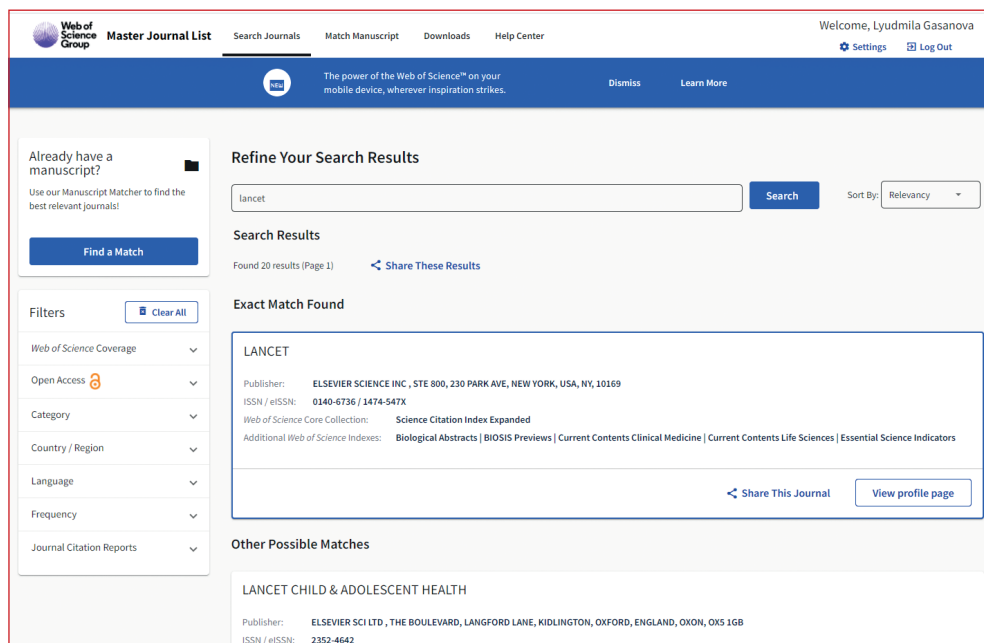 Web of
Science
Group
Master Journal List
Search Journals
Match Manuscript
Downloads
Help Center
Welcome, Lyudmila Gasanova
Settings
Log Out
NEW
The power of the Web of Science™ on your
mobile device, wherever inspiration strikes.
Dismiss
Learn More
Already have a
manuscript?
Use our Manuscript Matcher to find the
best relevant journals!
Find a Match
Filters
Clear All
Web of Science Coverage
Open Access
Category
Country / Region
Language
Frequency
Journal Citation Reports
Refine Your Search Results
lancet
Search
Sort By:
Relevancy
Search Results
Found 20 results (Page 1)
Share These Results
Exact Match Found
LANCET
Publisher: ELSEVIER SCIENCE INC , STE 800, 230 PARK AVE, NEW YORK, USA, NY, 10169
ISSN / eISSN: 0140-6736 / 1474-547X
Web of Science Core Collection: Science Citation Index Expanded
Additional Web of Science Indexes: Biological Abstracts | BIOSIS Previews | Current Contents Clinical Medicine | Current Contents Life Sciences | Essential Science Indicators
Share This Journal
View profile page
Other Possible Matches
LANCET CHILD & ADOLESCENT HEALTH
Publisher: ELSEVIER SCI LTD , THE BOULEVARD, LANGFORD LANE, KIDLINGTON, OXFORD, ENGLAND, OXON, OX5 1GB
ISSN / eISSN: 2352-4642